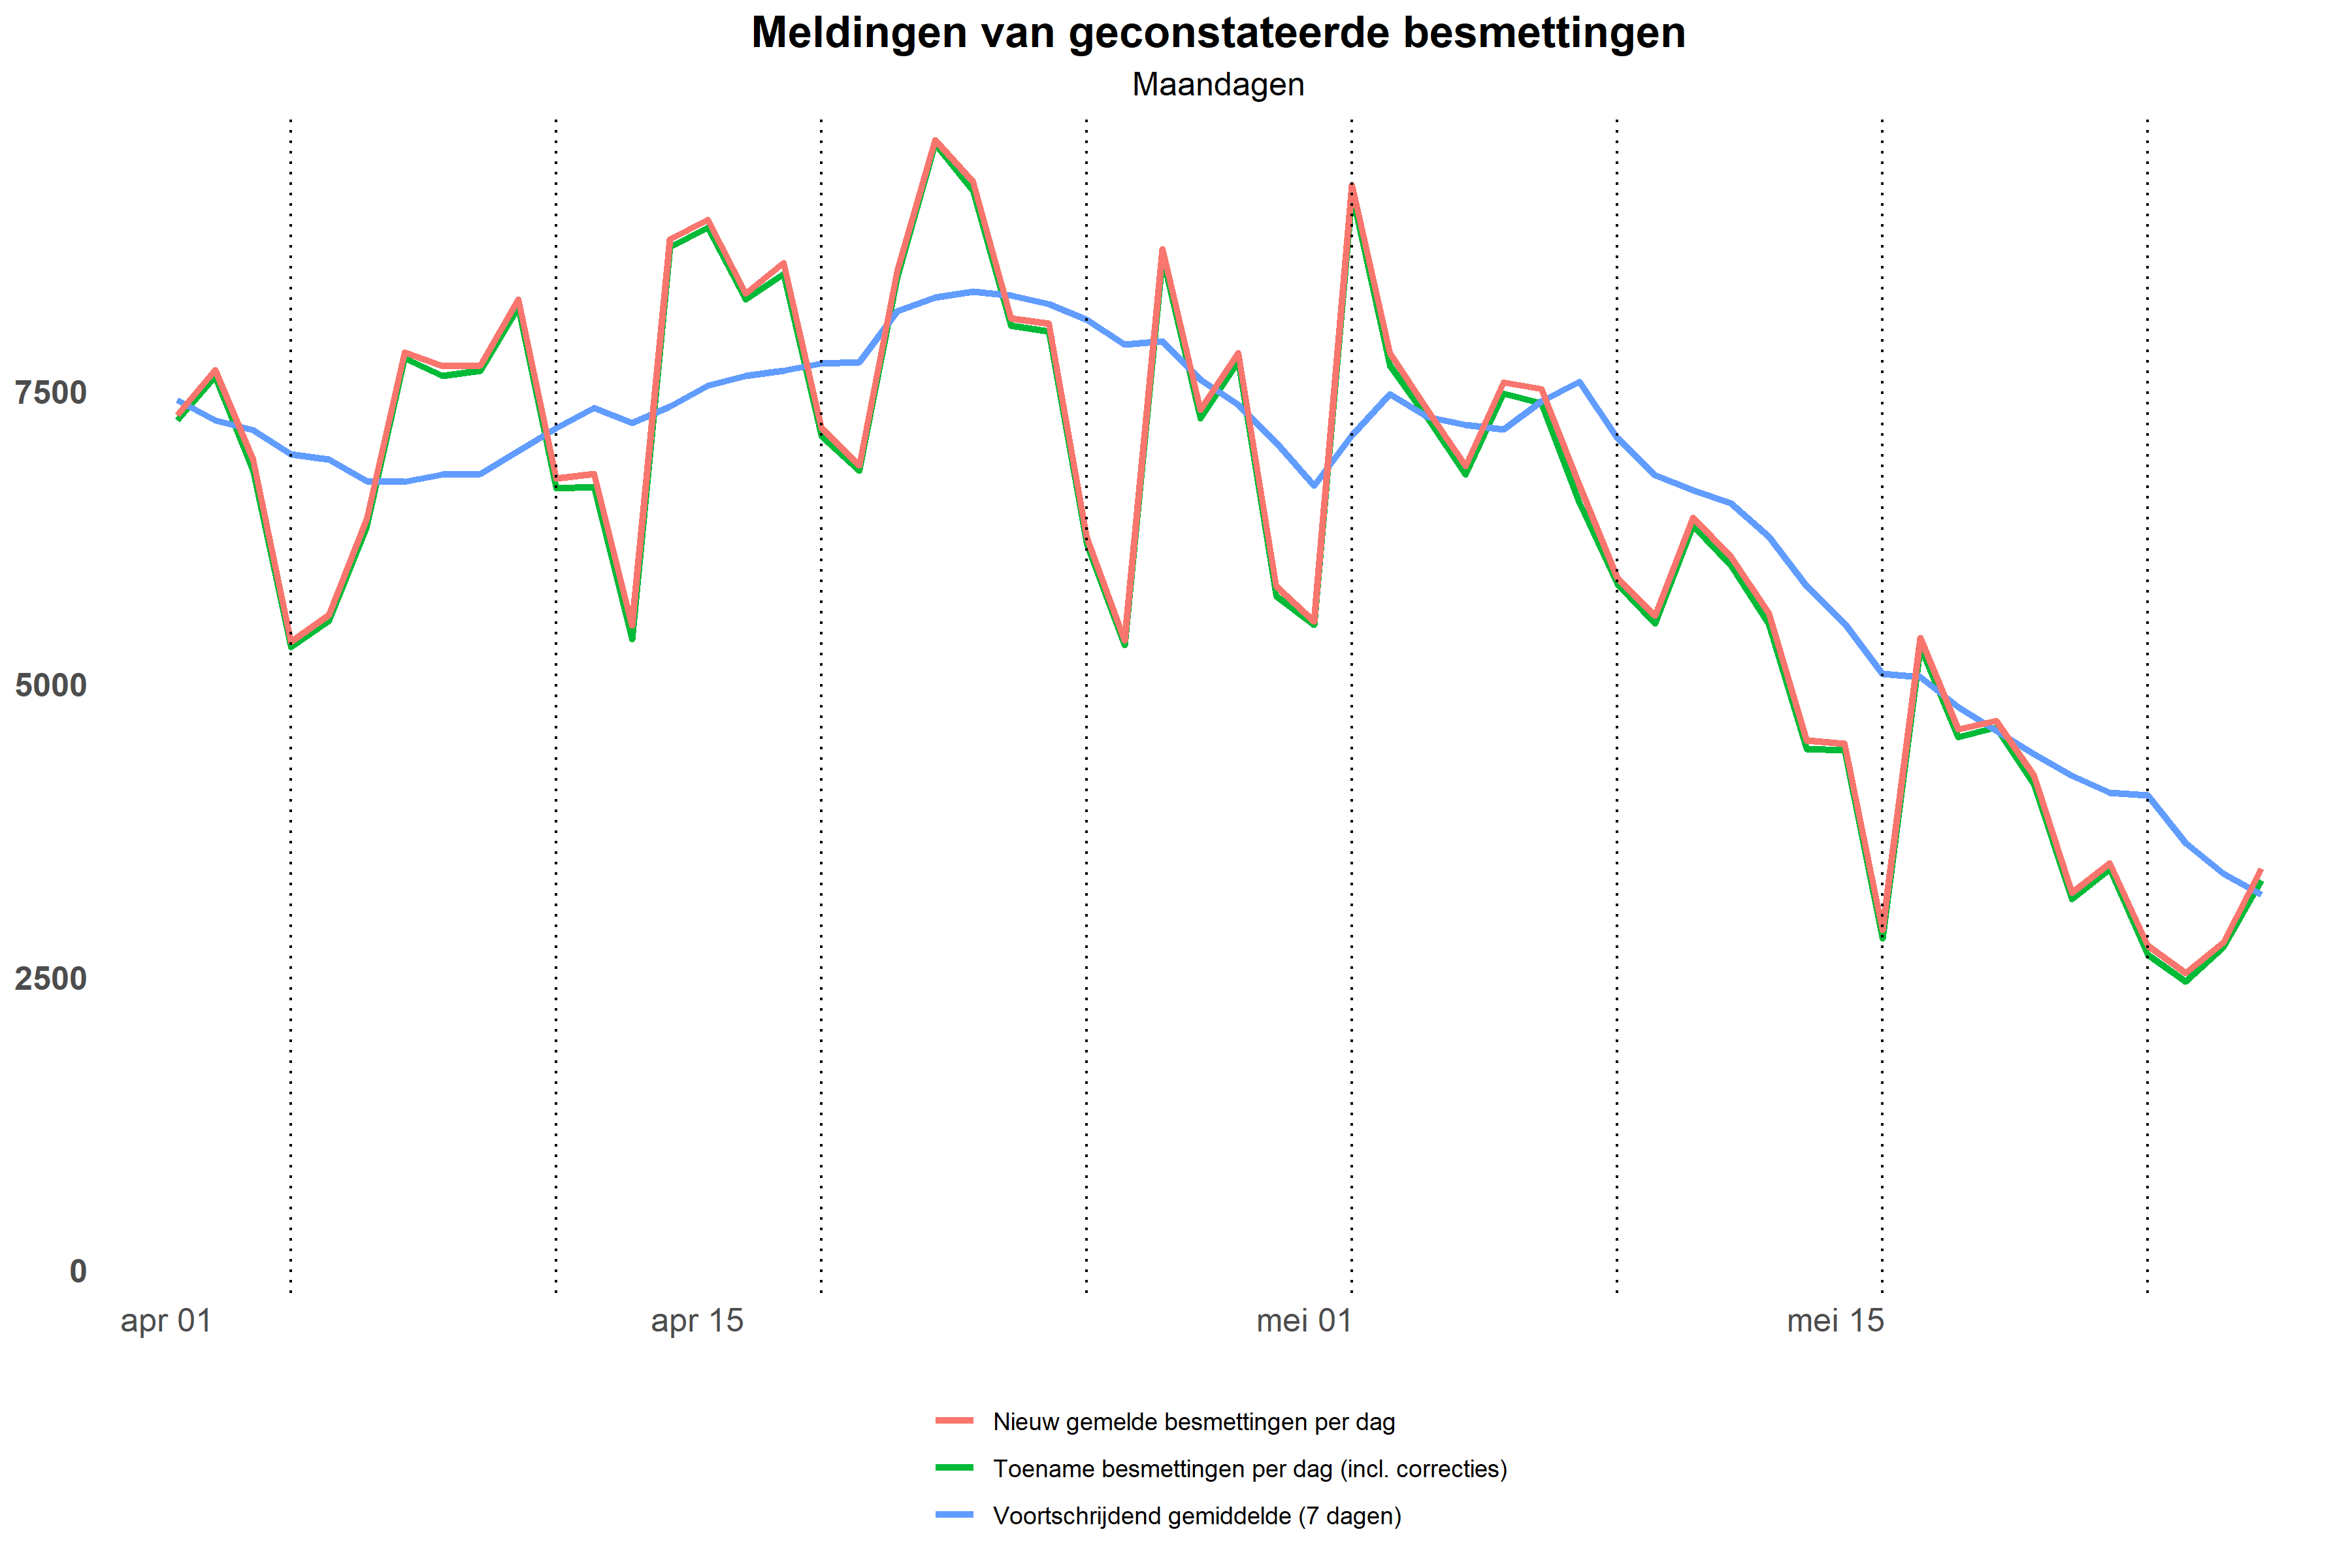 Meldingen van geconstateerde besmettingen
Maandagen
7500
5000
2500
0
apr 01
apr 15
mei 01
mei 15
Nieuw gemelde besmettingen per dag
Toename besmettingen per dag (incl. correcties)
Voortschrijdend gemiddelde (7 dagen)